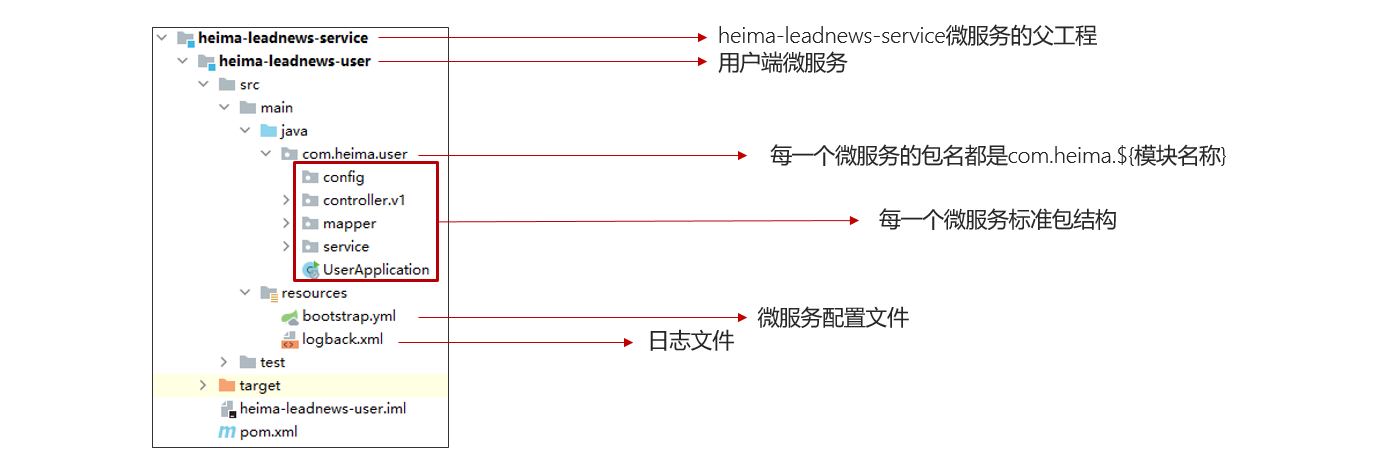 heima-leadnews-service
heima-leadnews-service微服务的父工程
heima-leadnews-user
用户端微服务
src
main
java
com.heima.user
每一个微服务的包名都是com.heima.${模块名称}
config
controller.v1
mapper
每一个微服务标准包结构
service
UserApplication
resources
bootstrap.yml
微服务配置文件
logback.xml
日志文件
test
target
heima-leadnews-user.iml
pom.xml